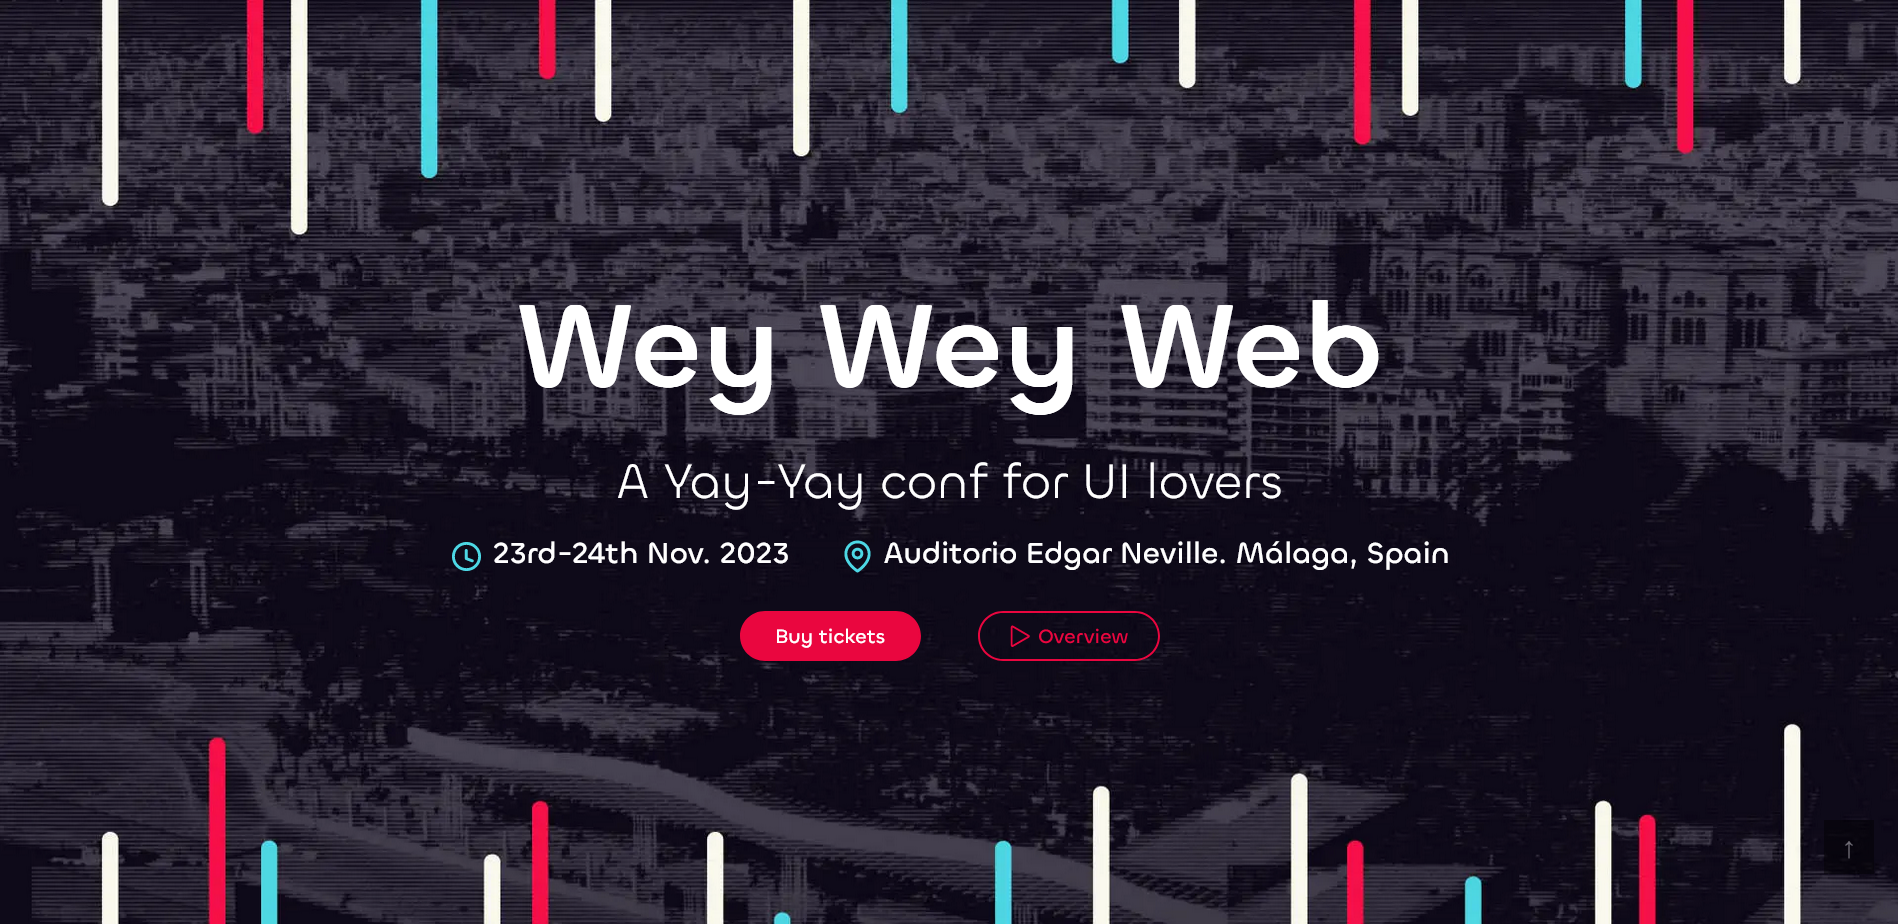 Wey Wey Web
A Yay-Yay conf for UI lovers
23rd-24th Nov. 2023 Auditorio Edgar Neville. Málaga, Spain
Buy tickets Overview
↑